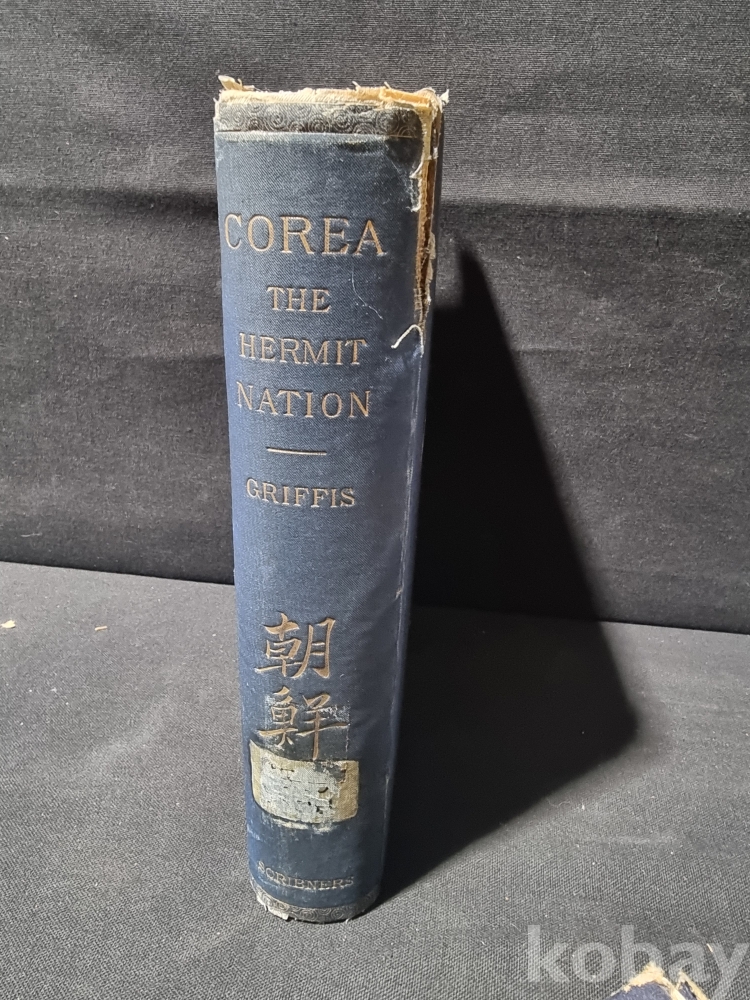 COREA
THE
HERMIT
NATION
GRIFFIS
朝
鮮
SCRIBNERS
kobay